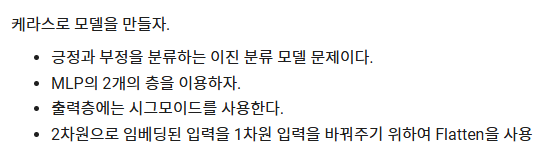 케라스로 모델을 만들자.
• 긍정과 부정을 분류하는 이진 분류 모델 문제이다.
• MLP의 2개의 층을 이용하자.
• 출력층에는 시그모이드를 사용한다.
• 2차원으로 임베딩된 입력을 1차원 입력을 바꿔주기 위하여 Flatten을 사용